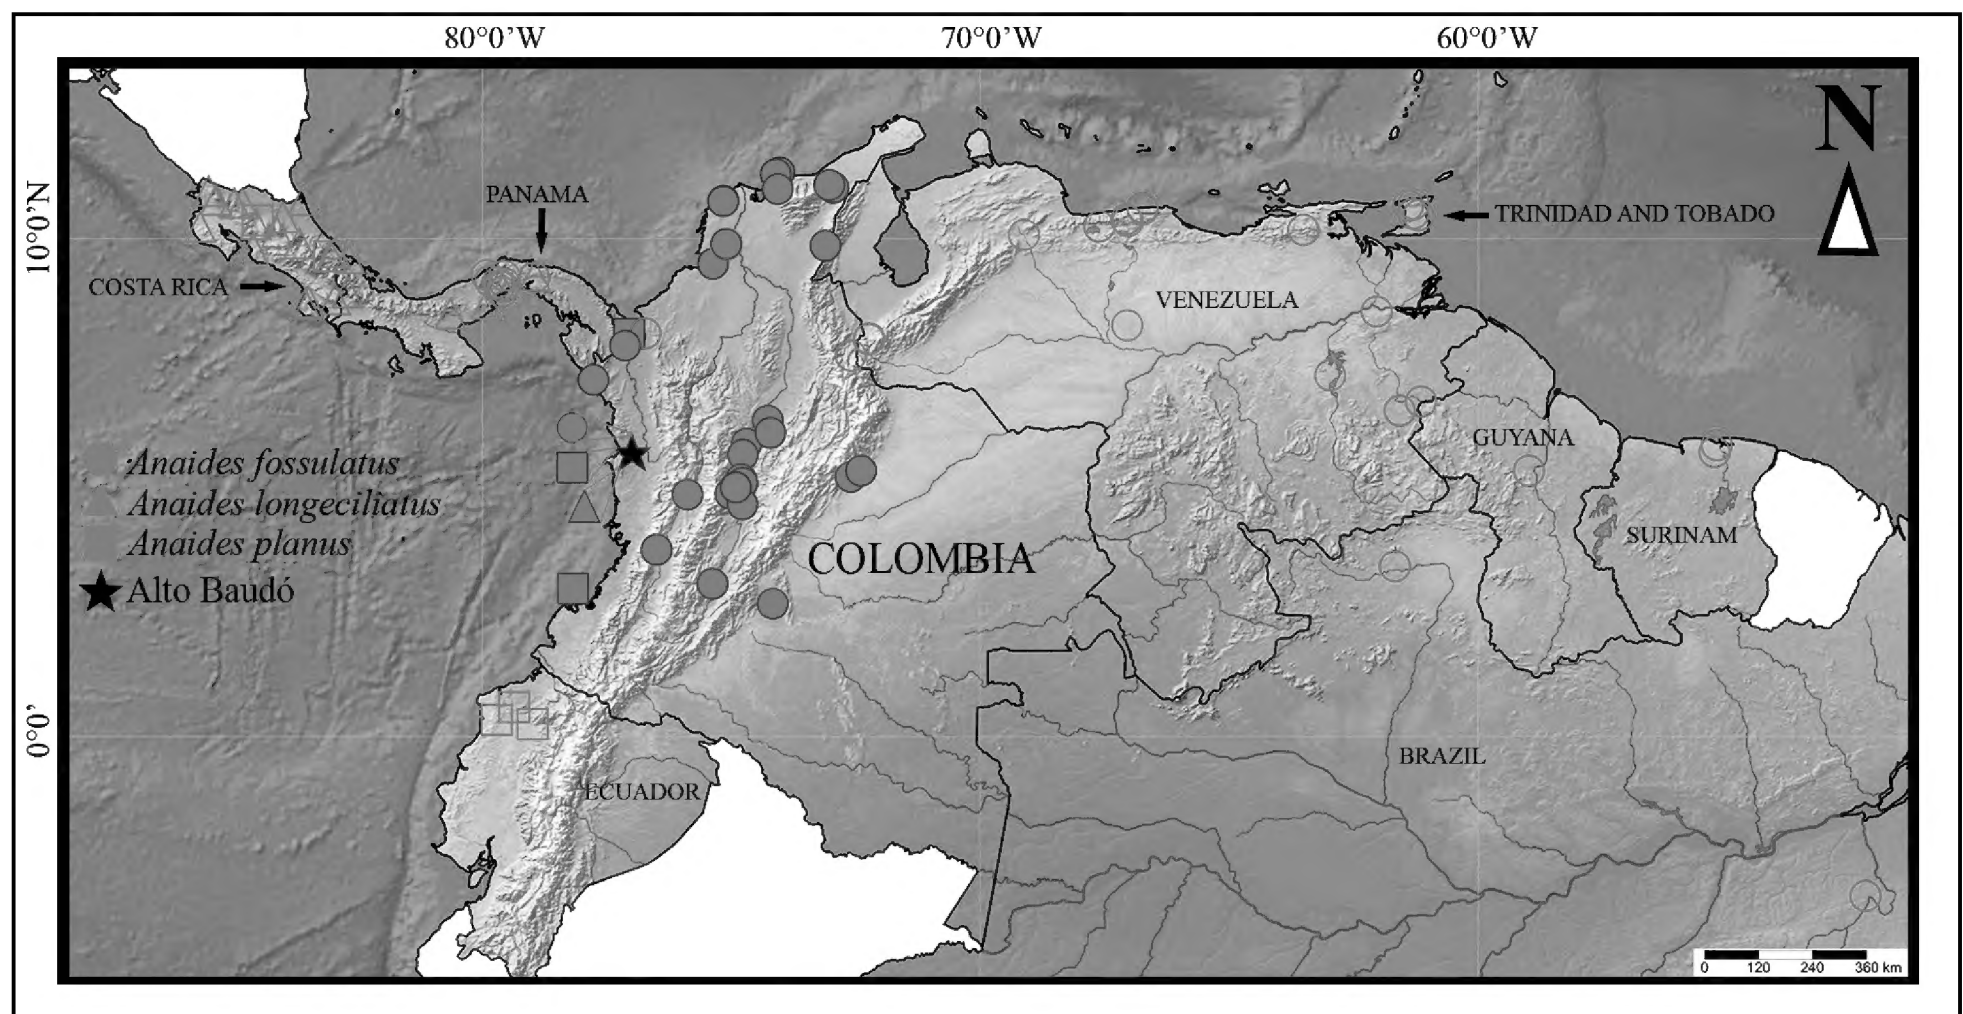 80°0’W 70°0’W 60°0’W
N
10°0’N
PANAMA
TRINIDAD AND TOBADO
COSTA RICA
VENEZUELA
GUYANA
Anaides fossulatus
Anaides longeciliatus
SURINAM
Anaides planus
COLOMBIA
Alto Baudó
0°0’
BRAZIL
ECUADOR
0 120 240 360 km